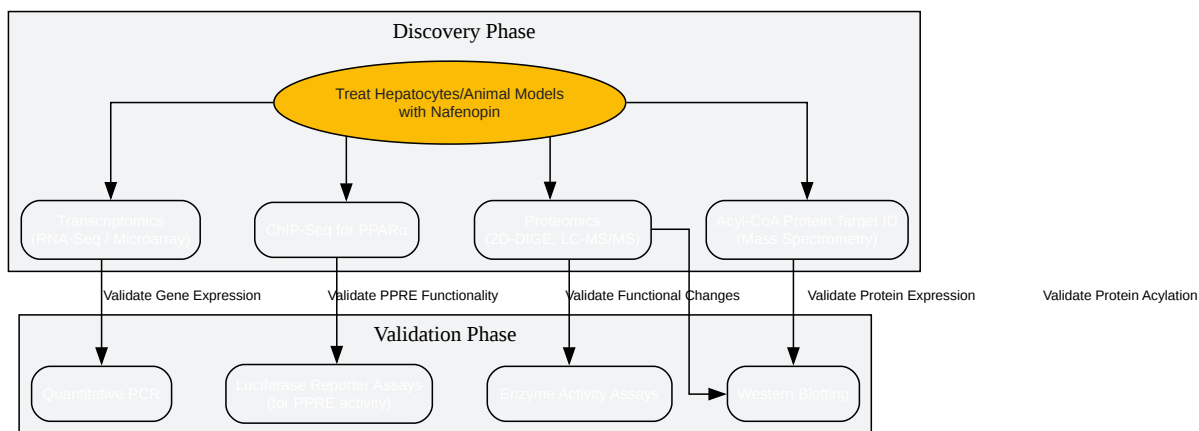 Discovery Phase
Treat Hepatocytes/Animal Models
with Nafenopin
Transcriptomics
(RNA-Seq / Microarray)
ChIP-Seq for PPARα
Proteomics
(2D-DIGE, LC-MS/MS)
Acyl-CoA Protein Target ID
(Mass Spectrometry)
Validate Gene Expression
Validate PPRE Functionality
Validate Functional Changes
Validate Protein Expression
Validate Protein Acylation
Validation Phase
Quantitative PCR
Luciferase Reporter Assays
(for PPRE activity)
Enzyme Activity Assays
Western Blotting